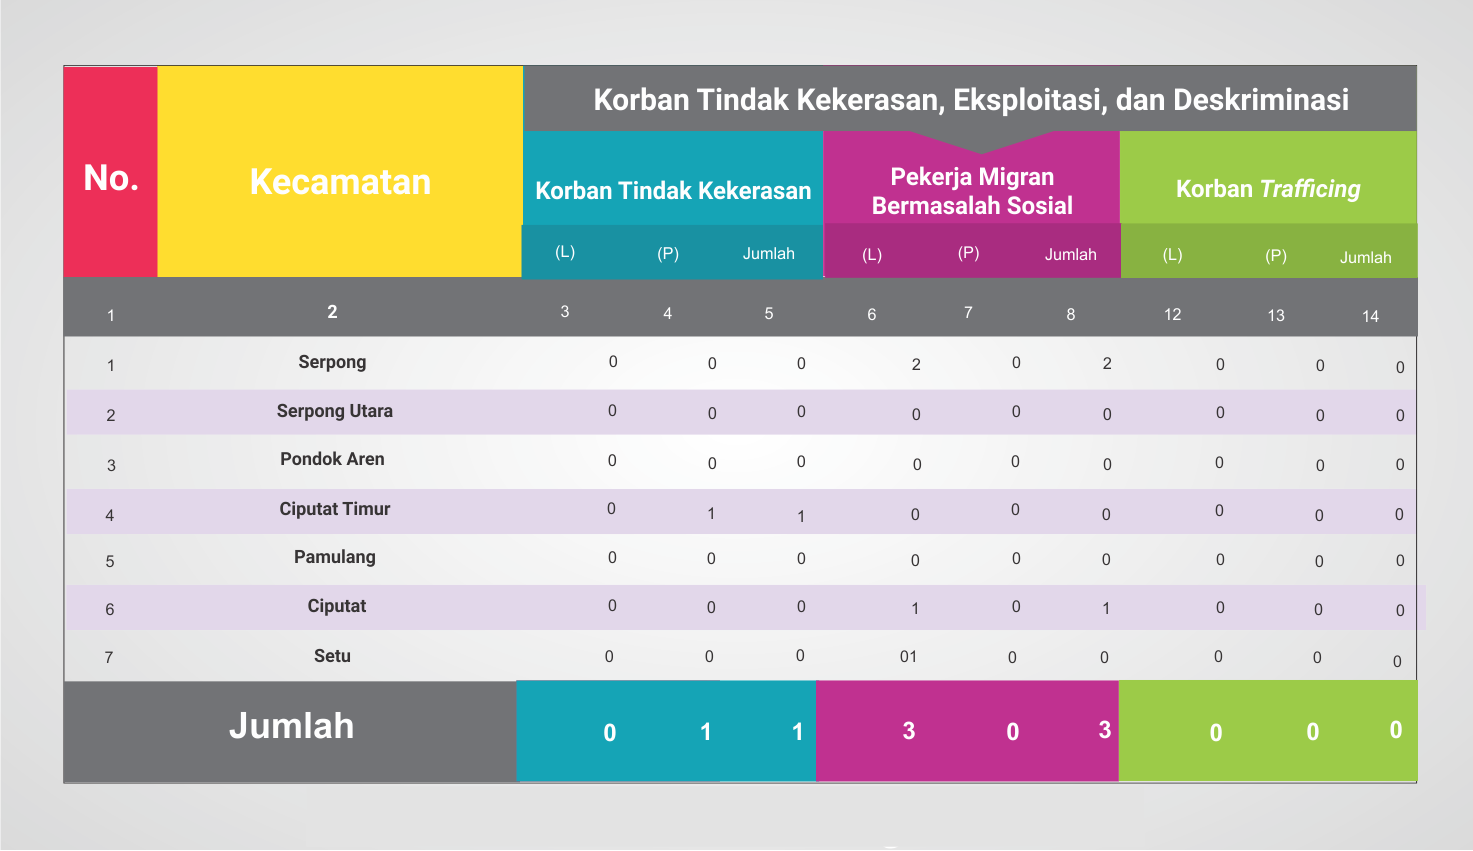 Korban Tindak Kekerasan, Eksploitasi, dan Deskriminasi
No. Kecamatan Korban Tindak Kekerasan Pekerja Migran Korban Trafficing
Bermasalah Sosial
(L) (P) Jumlah (L) (P) Jumlah (L) (P) Jumlah
1 2 3 4 5 6 7 8 12 13 14
1 Serpong 0 0 0 2 0 2 0 0 0
2 Serpong Utara 0 0 0 0 0 0 0 0 0
3 Pondok Aren 0 0 0 0 0 0 0 0 0
4 Ciputat Timur 0 1 1 0 0 0 0 0 0
5 Pamulang 0 0 0 0 0 0 0 0 0
6 Ciputat 0 0 0 1 0 1 0 0 0
7 Setu 0 0 0 01 0 0 0 0 0
Jumlah 0 1 1 3 0 3 0 0 0